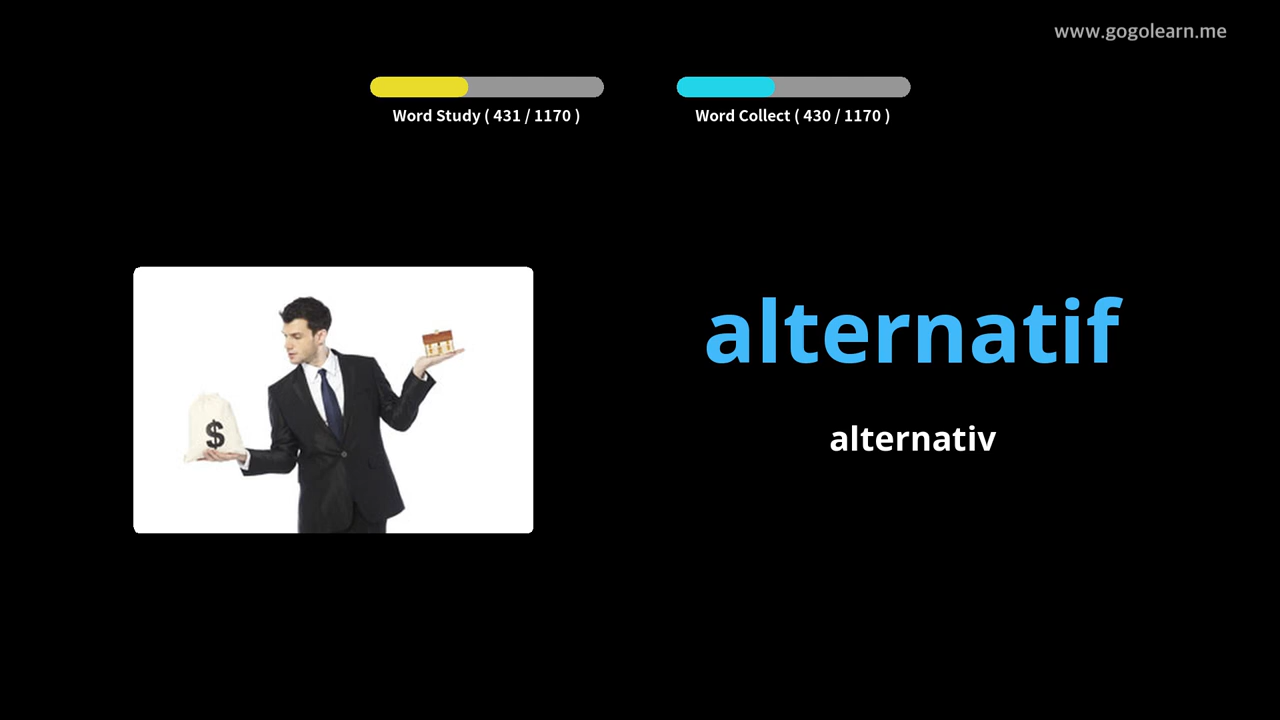 www.gogolearn.me
Word Study ( 431 / 1170 )
Word Collect ( 430 / 1170 )
$
alternatif
alternativ